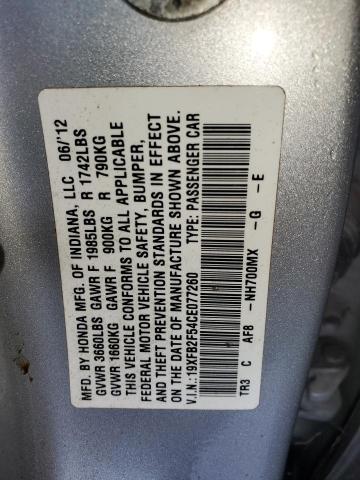 MFD. BY HONDA MFG. OF INDIANA, LLC 06/'12
GVWR 3660LBS GAWR F 1985LBS R 1742LBS
GVWR 1660KG GAWR F 900KG R 790KG
THIS VEHICLE CONFORMS TO ALL APPLICABLE
FEDERAL MOTOR VEHICLE SAFETY, BUMPER,
AND THEFT PREVENTION STANDARDS IN EFFECT
ON THE DATE OF MANUFACTURE SHOWN ABOVE.
V.I.N.:19XFB2F54CE077260 TYPE: PASSENGER CAR
TR3 C AF8 -NH700MX -G -E